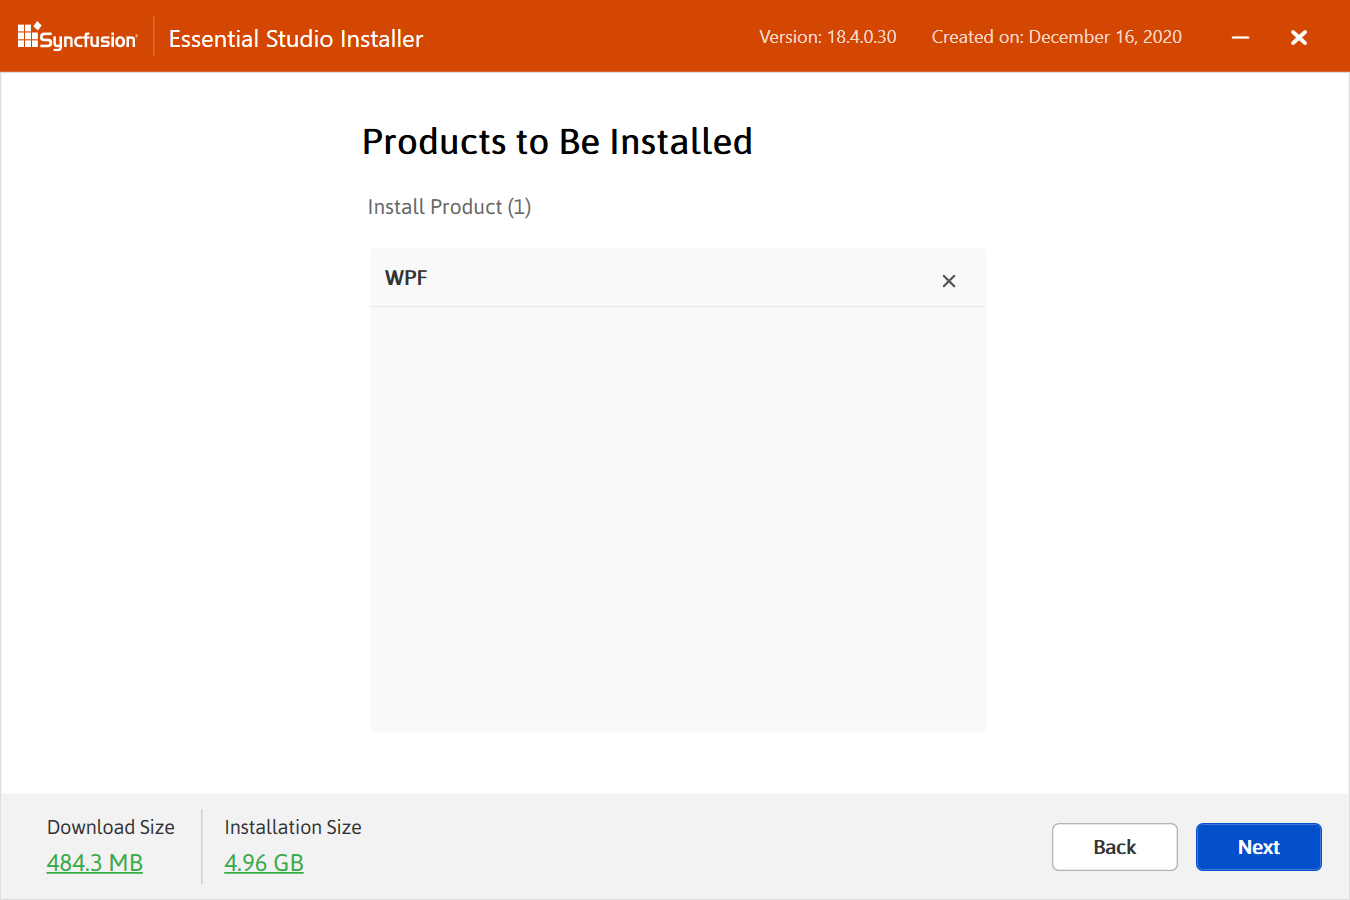 Syncfusion Essential Studio Installer Version: 18.4.0.30 Created on: December 16, 2020
Products to Be Installed
Install Product (1)
WPF
Download Size Installation Size
484.3 MB 4.96 GB
Back Next